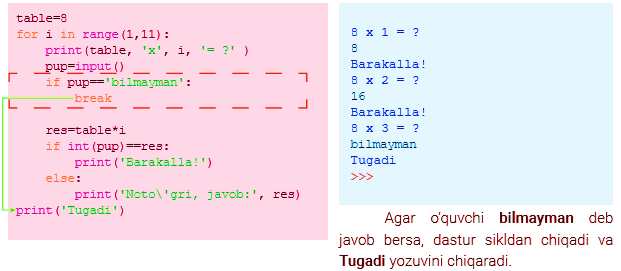 table=8
for i in range(1,11):
    print(table, 'x', i, '= ?' )
    pup=input()
    if pup=='bilmayman':
        break
    res=table*i
    if int(pup)==res:
        print('Barakalla!')
    else:
        print('Noto\'gri, javob:', res)
print('Tugadi')
8 x 1 = ?
8
Barakalla!
8 x 2 = ?
16
Barakalla!
8 x 3 = ?
bilmayman
Tugadi
>>>
Agar o‘quvchi bilmayman deb
javob bersa, dastur sikldan chiqadi va
Tugadi yozuvini chiqaradi.